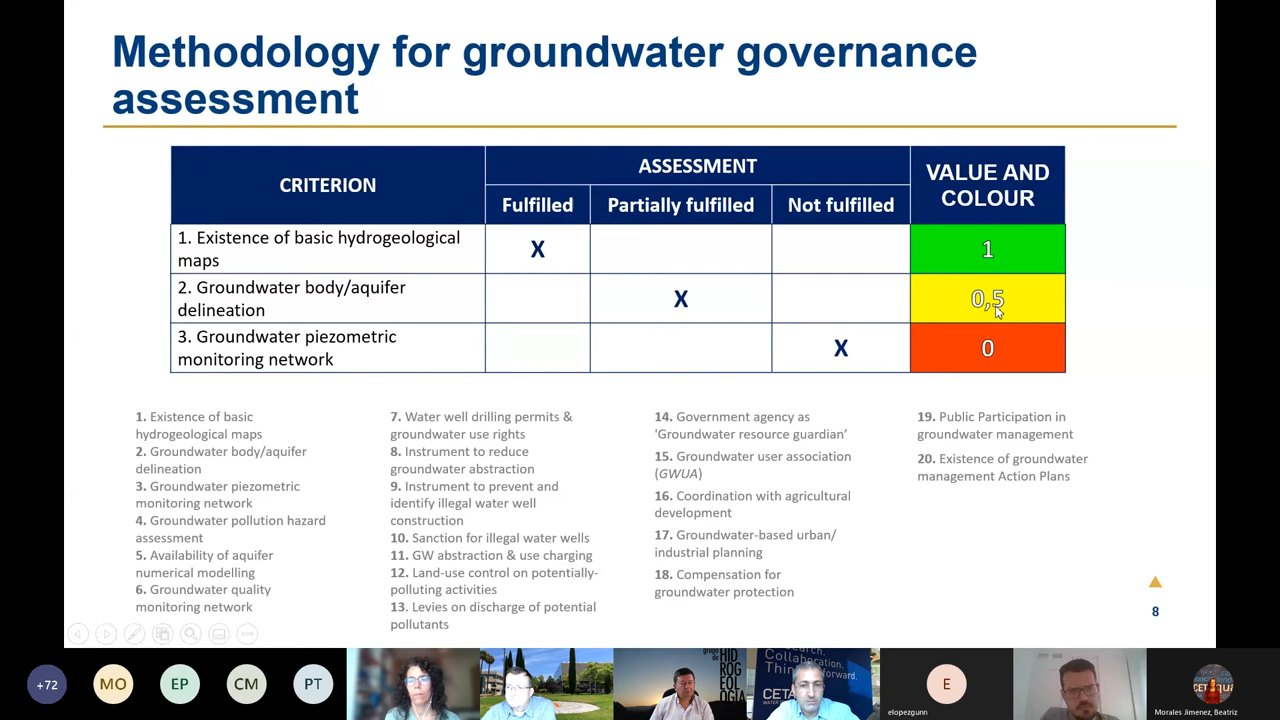 Methodology for groundwater governance
assessment
CRITERION
ASSESSMENT
VALUE AND
COLOUR
Fulfilled
Partially fulfilled
Not fulfilled
1. Existence of basic hydrogeological
maps
X
1
2. Groundwater body/aquifer
delineation
X
0,5
3. Groundwater piezometric
monitoring network
X
0
1. Existence of basic
hydrogeological maps
2. Groundwater body/aquifer
delineation
3. Groundwater piezometric
monitoring network
4. Groundwater pollution hazard
assessment
5. Availability of aquifer
numerical modelling
6. Groundwater quality
monitoring network
7. Water well drilling permits &
groundwater use rights
8. Instrument to reduce
groundwater abstraction
9. Instrument to prevent and
identify illegal water well
construction
10. Sanction for illegal water wells
11. GW abstraction & use charging
12. Land-use control on potentially-
polluting activities
13. Levies on discharge of potential
pollutants
14. Government agency as
'Groundwater resource guardian’
15. Groundwater user association
(GWUA)
16. Coordination with agricultural
development
17. Groundwater-based urban/
industrial planning
18. Compensation for
groundwater protection
19. Public Participation in
groundwater management
20. Existence of groundwater
management Action Plans
8
+72
MO
EP
CM
PT
grupo de
HID
ROG
EOL
OGÍA
Collaboration.
CETA
E
elopezgunn
Morales Jimenez, Beatriz